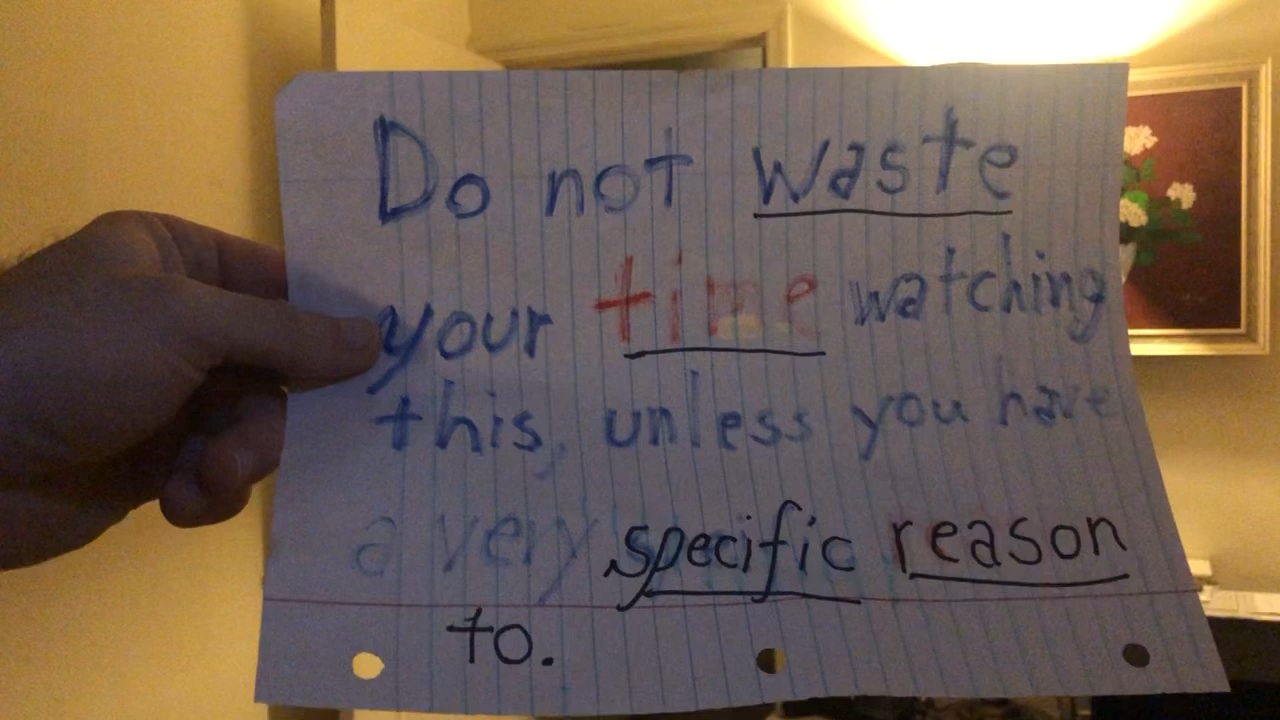 Do not waste
your time watching
this, unless you have
a very specific reason
to.